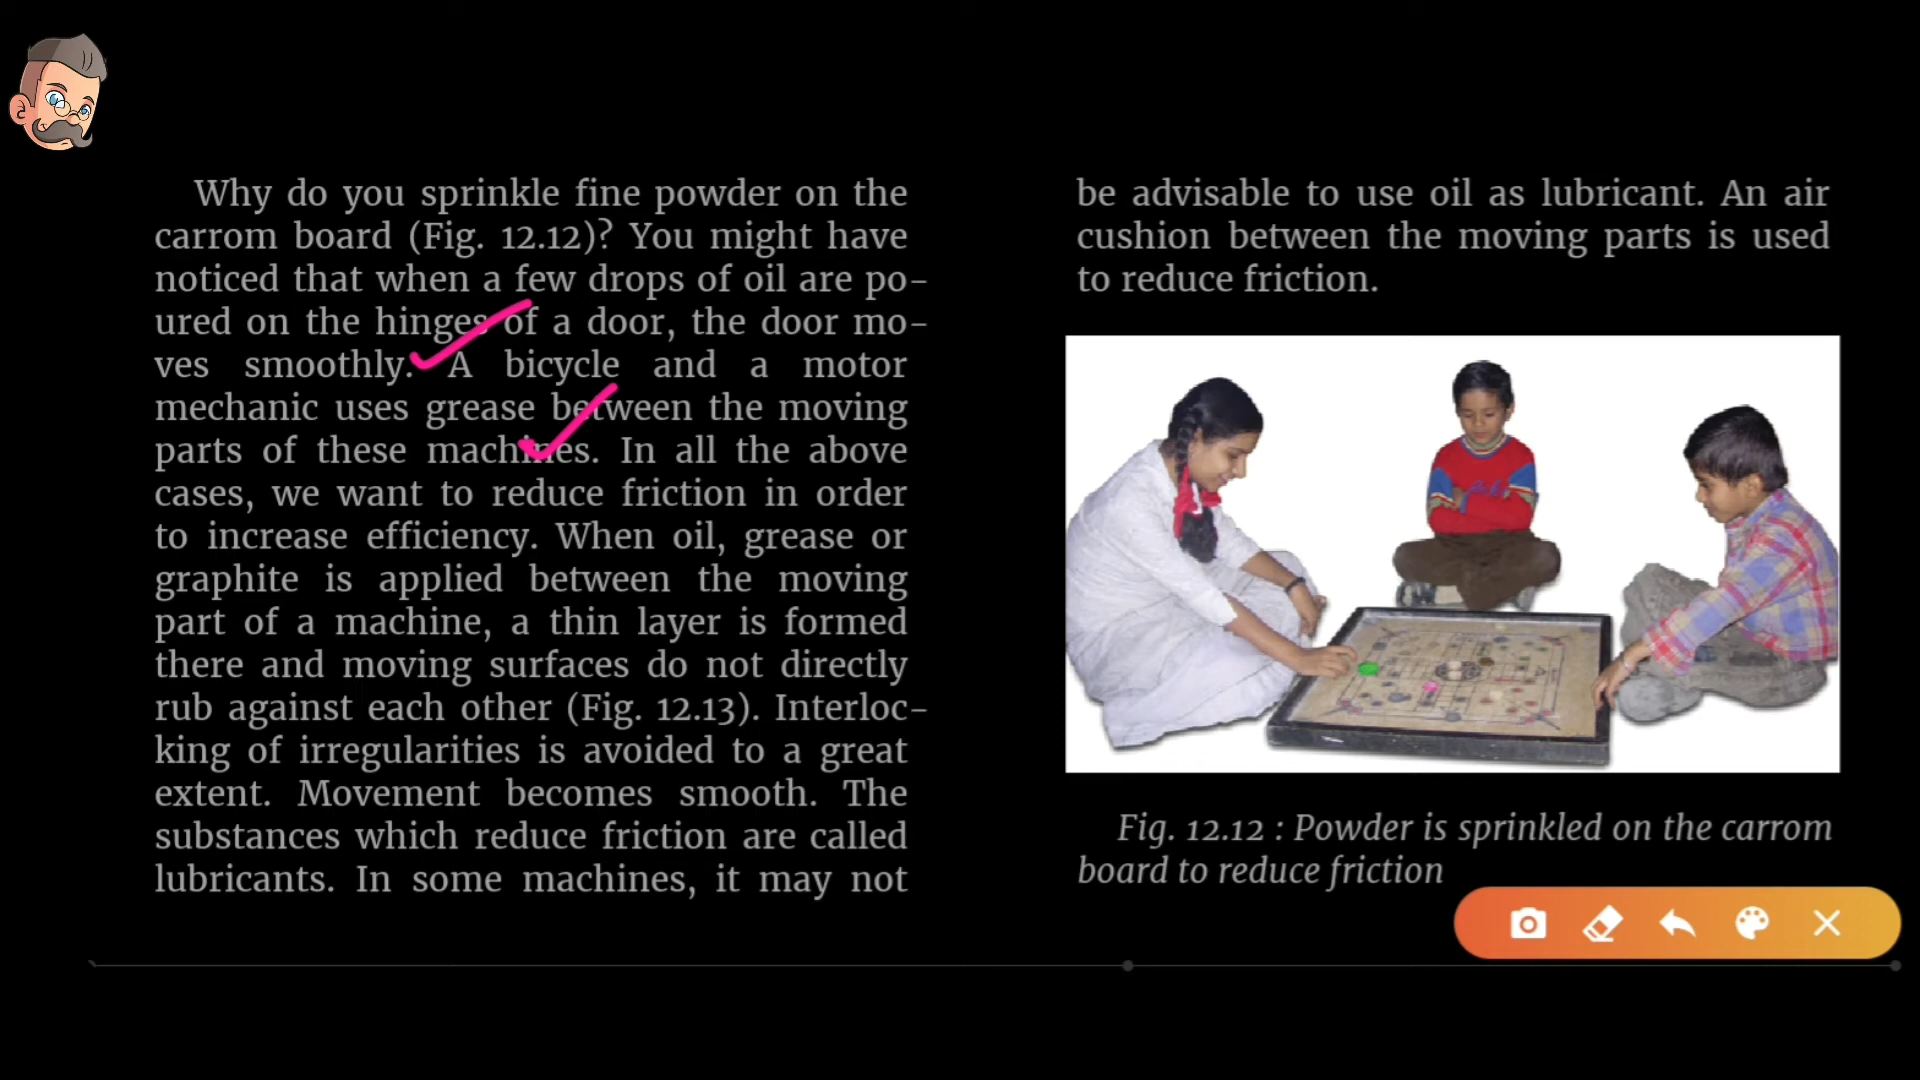 Why do you sprinkle fine powder on the
carrom board (Fig. 12.12)? You might have
noticed that when a few drops of oil are po-
ured on the hinges of a door, the door mo-
ves smoothly. A bicycle and a motor
mechanic uses grease between the moving
parts of these machines. In all the above
cases, we want to reduce friction in order
to increase efficiency. When oil, grease or
graphite is applied between the moving
part of a machine, a thin layer is formed
there and moving surfaces do not directly
rub against each other (Fig. 12.13). Interloc-
king of irregularities is avoided to a great
extent. Movement becomes smooth. The
substances which reduce friction are called
lubricants. In some machines, it may not
be advisable to use oil as lubricant. An air
cushion between the moving parts is used
to reduce friction.
Fig. 12.12 : Powder is sprinkled on the carrom
board to reduce friction